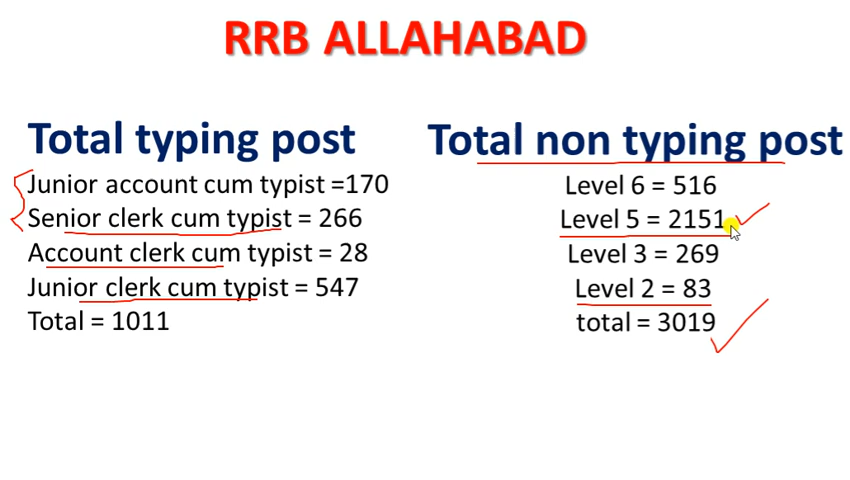 RRB ALLAHABAD
Total typing post
Junior account cum typist =170
Senior clerk cum typist = 266
Account clerk cum typist = 28
Junior clerk cum typist = 547
Total = 1011
Total non typing post
Level 6 = 516
Level 5 = 2151
Level 3 = 269
Level 2 = 83
total = 3019